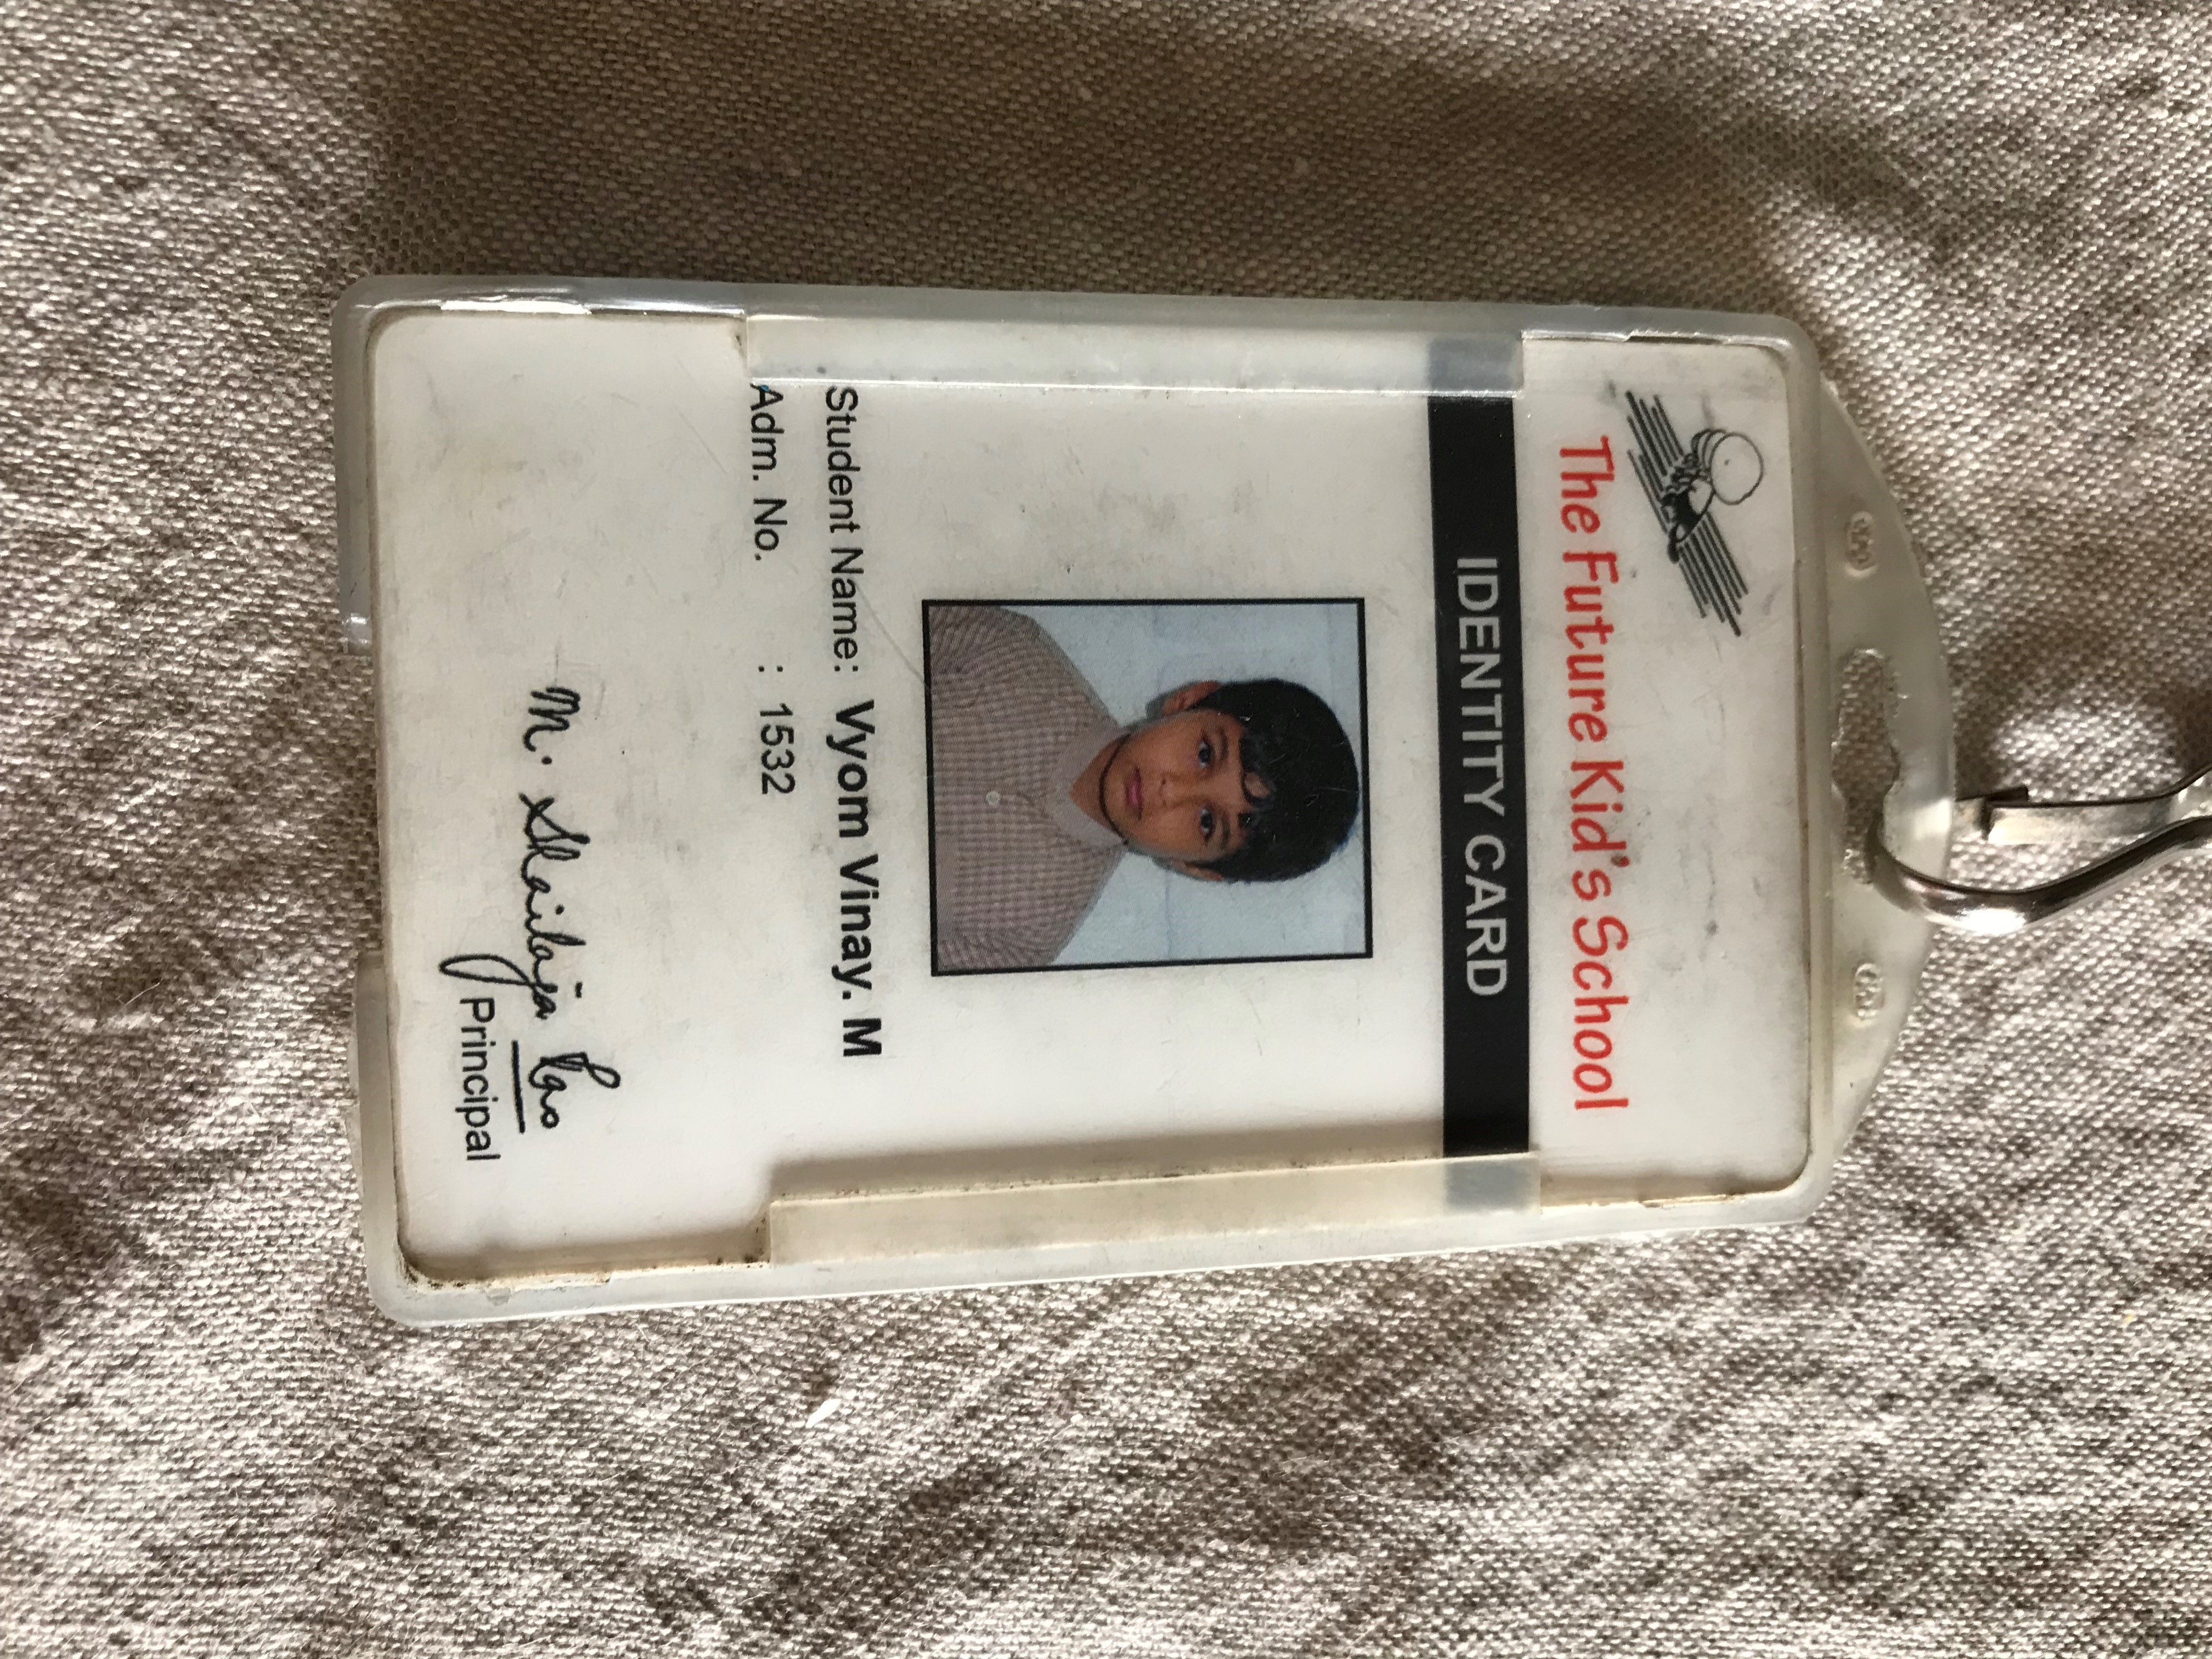 The Future Kid's School
IDENTITY CARD
Student Name: Vyom Vinay. M
Adm. No. : 1532
M. Shailaja Rao
Principal